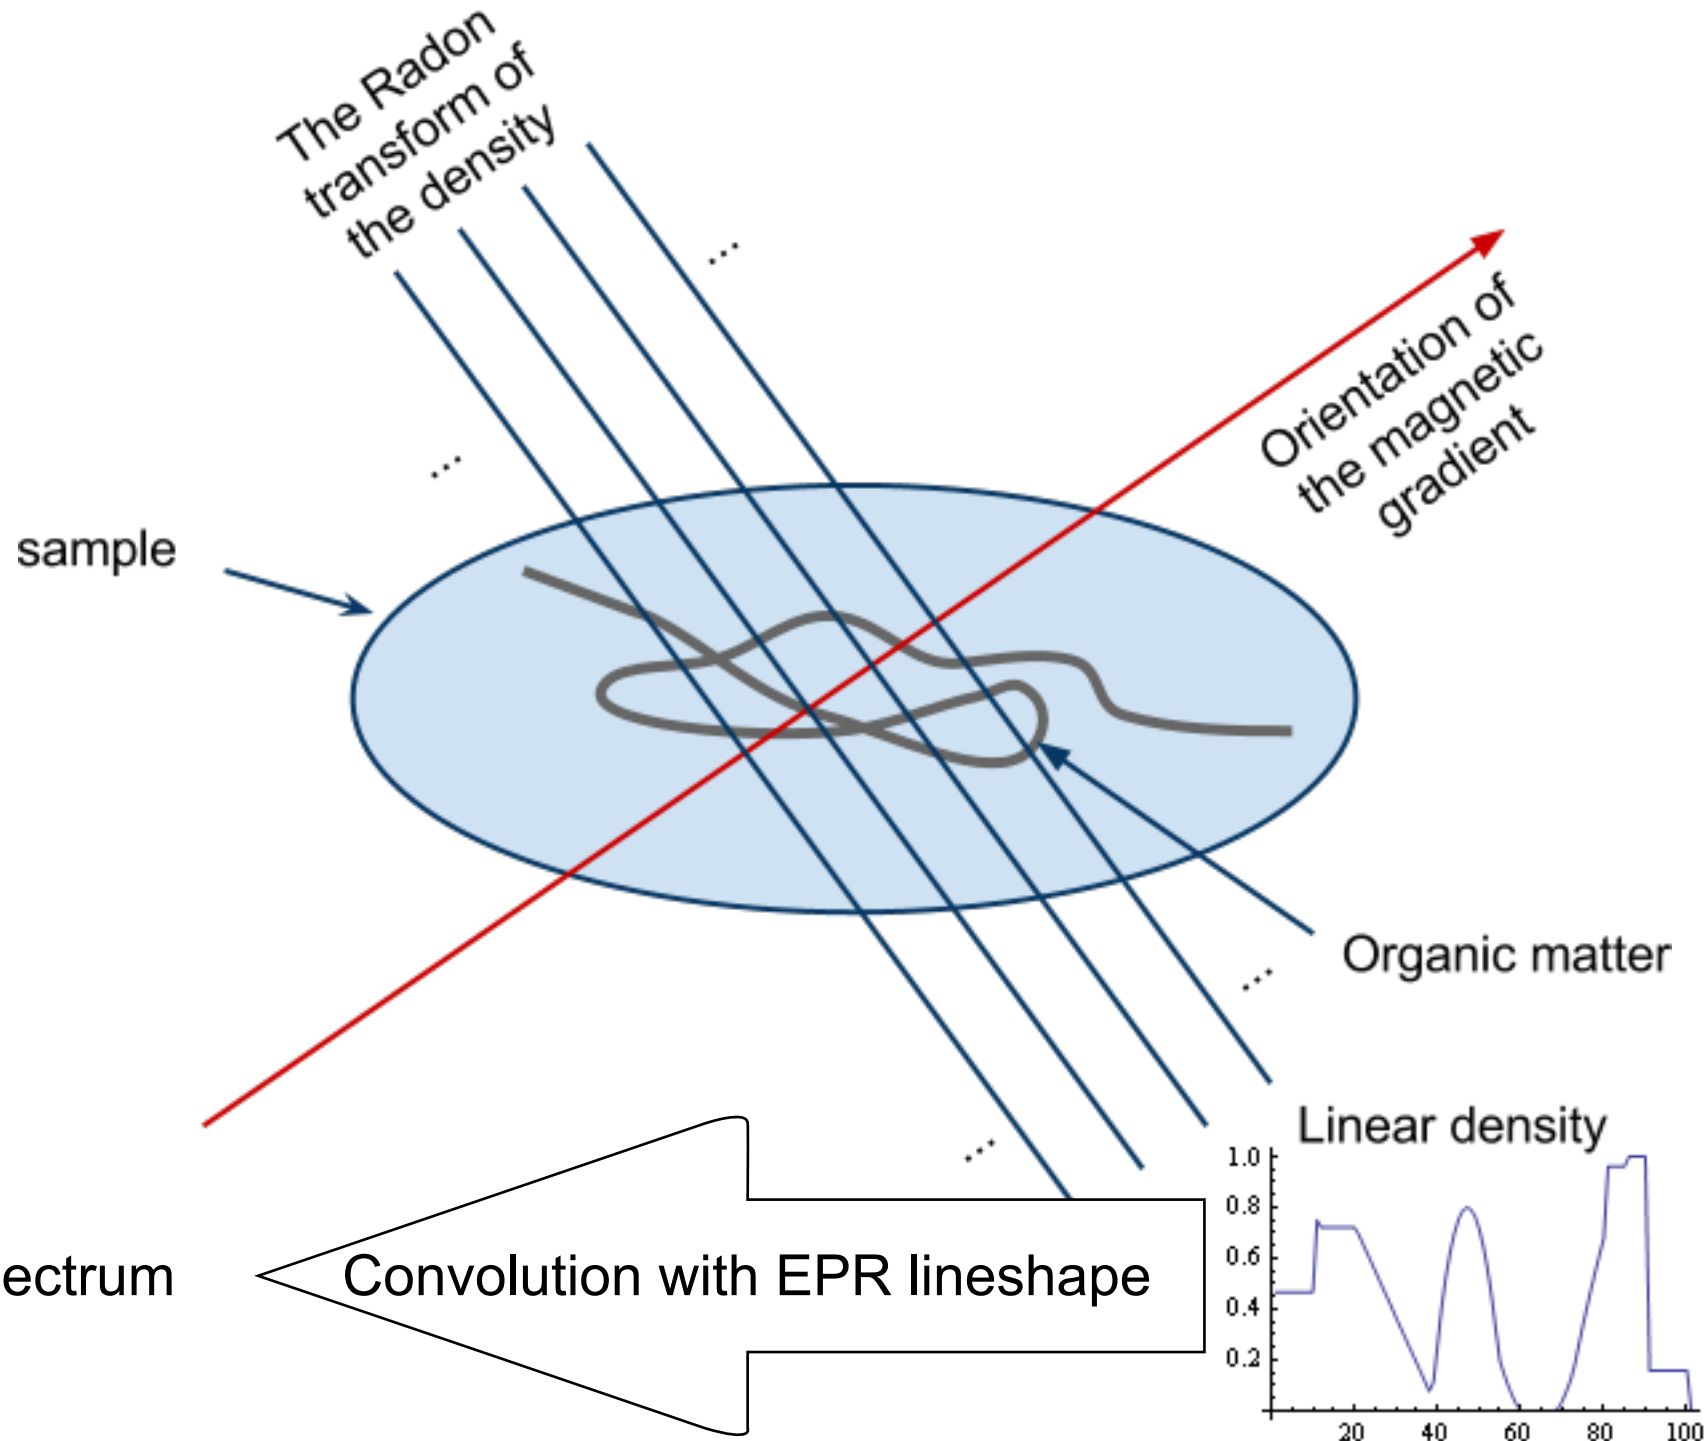 The Radon
transform of
the density
...
...
Orientation of
the magnetic
gradient
sample
Organic matter
...
...
Linear density
1.0
0.8
0.6
0.4
0.2
20 40 60 80 100
ectrum
Convolution with EPR lineshape